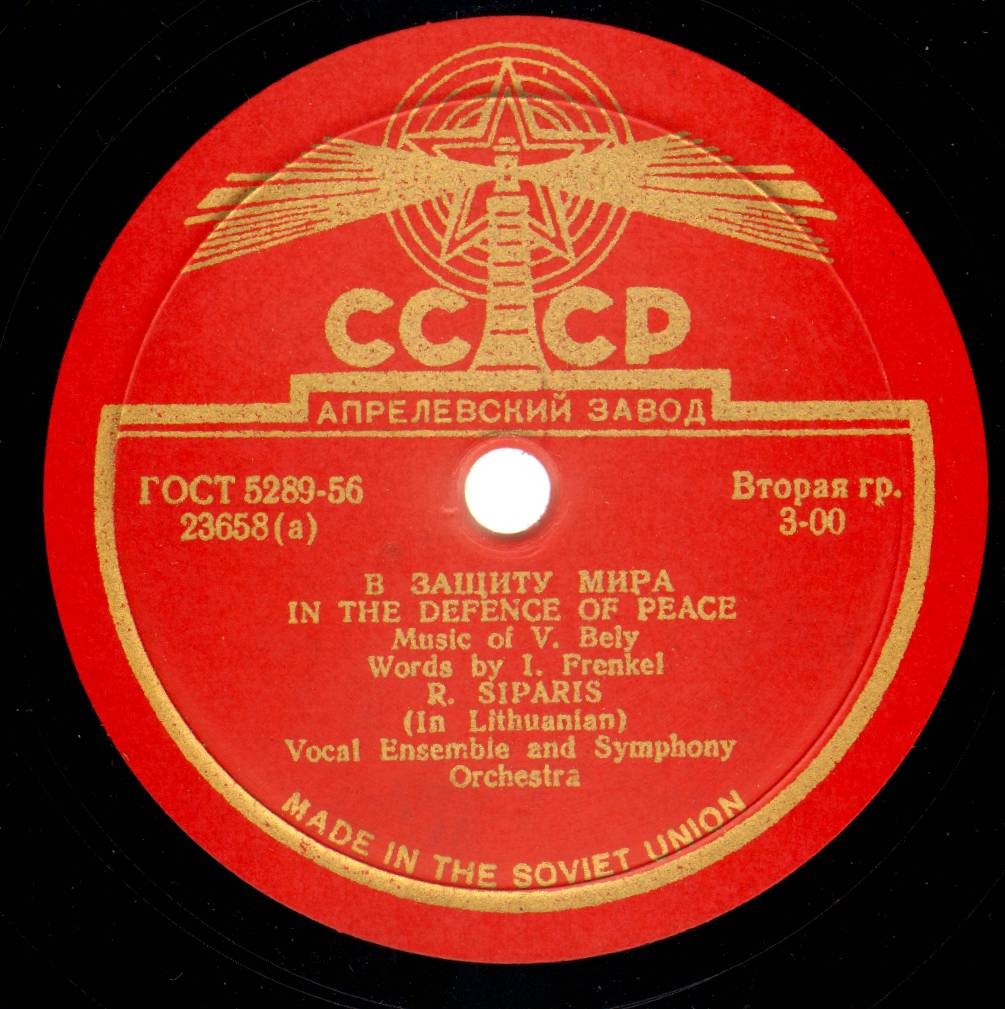 СССР
АПРЕЛЕВСКИЙ ЗАВОД
ГОСТ 5289-56
23658(а)
Вторая гр.
3-00
В ЗАЩИТУ МИРА
IN THE DEFENCE OF PEACE
Music of V. Bely
Words by I. Frenkel
R. SIPARIS
(In Lithuanian)
Vocal Ensemble and Symphony
Orchestra
MADE IN THE SOVIET UNION